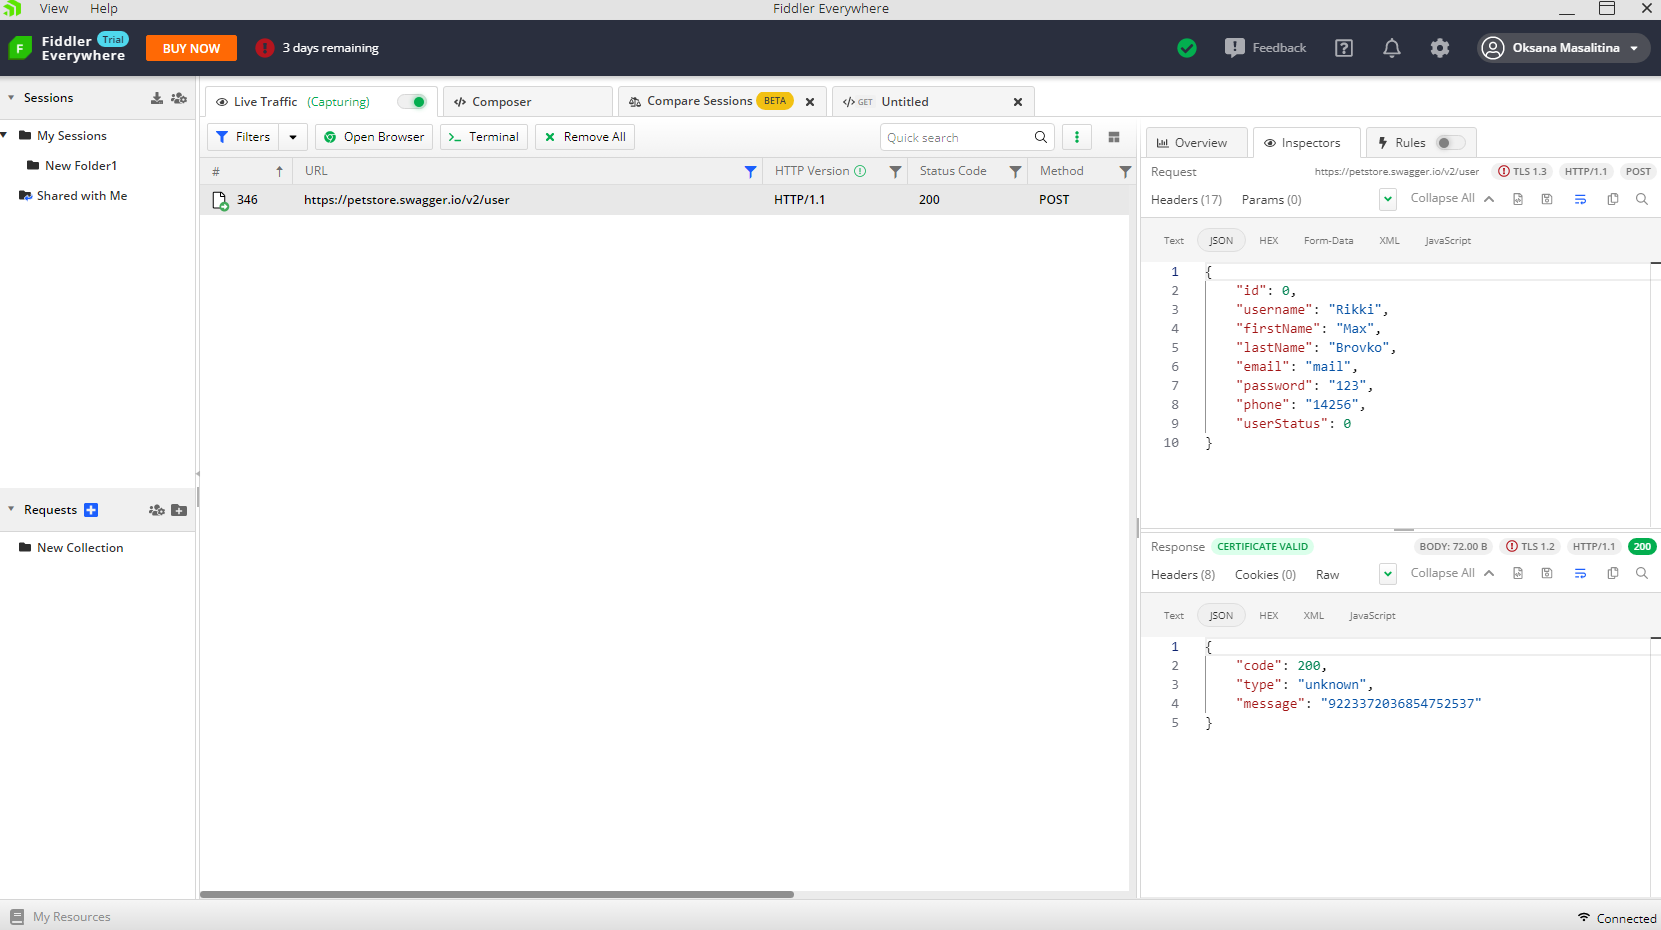 View Help Fiddler Everywhere
Fiddler Everywhere Trial BUY NOW 3 days remaining Feedback Oksana Masalitina
Sessions
My Sessions
New Folder1
Shared with Me
Requests
New Collection
Live Traffic (Capturing) Composer Compare Sessions BETA GET Untitled
Filters Open Browser Terminal Remove All Quick search
# URL HTTP Version Status Code Method
346 https://petstore.swagger.io/v2/user HTTP/1.1 200 POST
Overview Inspectors Rules
Request https://petstore.swagger.io/v2/user TLS 1.3 HTTP/1.1 POST
Headers (17) Params (0) Collapse All
Text JSON HEX Form-Data XML JavaScript
1 {
2 "id": 0,
3 "username": "Rikki",
4 "firstName": "Max",
5 "lastName": "Brovko",
6 "email": "mail",
7 "password": "123",
8 "phone": "14256",
9 "userStatus": 0
10 }
Response CERTIFICATE VALID BODY: 72.00 B TLS 1.2 HTTP/1.1 200
Headers (8) Cookies (0) Raw Collapse All
Text JSON HEX XML JavaScript
1 {
2 "code": 200,
3 "type": "unknown",
4 "message": "9223372036854752537"
5 }
My Resources Connected